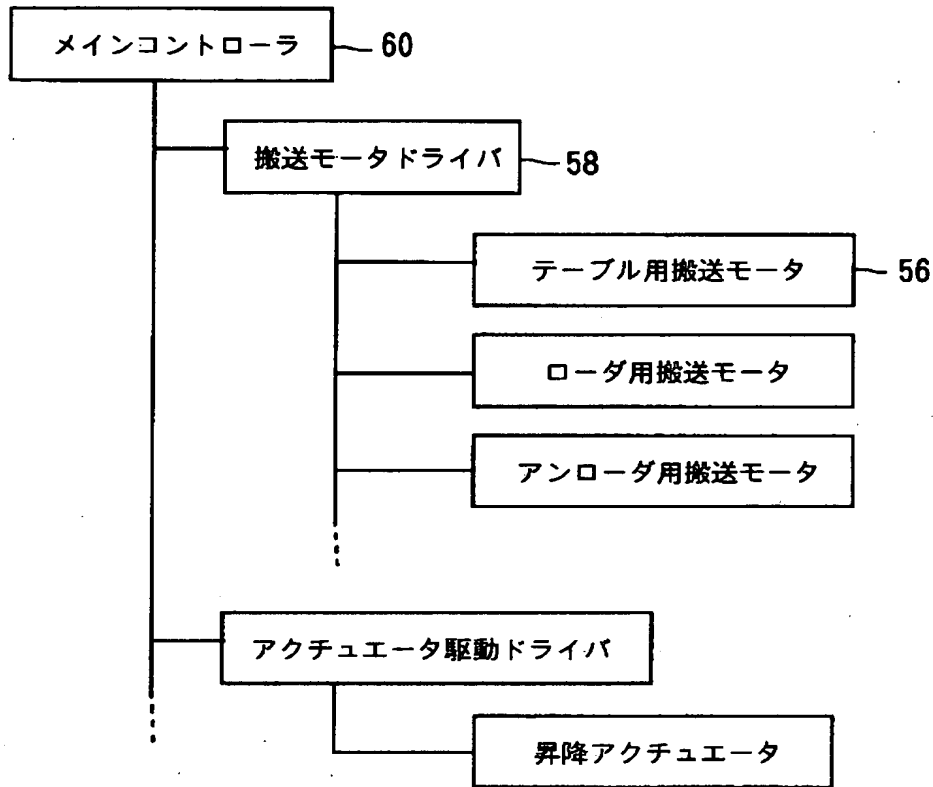 メインコントローラ 60
搬送モータドライバ 58
テーブル用搬送モータ 56
ローダ用搬送モータ
アンローダ用搬送モータ
アクチュエータ駆動ドライバ
昇降アクチュエータ